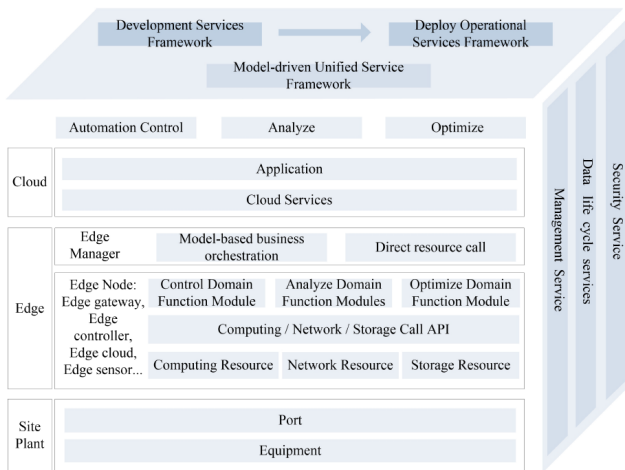 Development Services
Framework
Deploy Operational
Services Framework
Model-driven Unified Service
Framework
Automation Control
Analyze
Optimize
Cloud
Application
Cloud Services
Edge
Edge
Manager
Model-based business
orchestration
Direct resource call
Edge Node:
Edge gateway,
Edge
controller,
Edge cloud,
Edge sensor...
Control Domain
Function Module
Analyze Domain
Function Modules
Optimize Domain
Function Module
Computing / Network / Storage Call API
Computing Resource
Network Resource
Storage Resource
Site
Plant
Port
Equipment
Management Service
Data life cycle services
Security Service